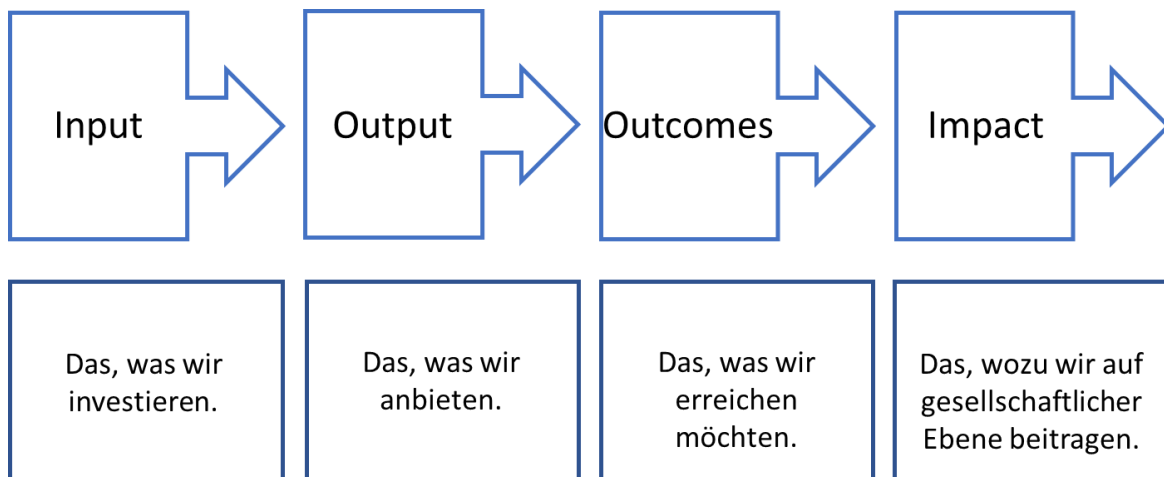 Input
Output
Outcomes
Impact
Das, was wir
investieren.
Das, was wir
anbieten.
Das, was wir
erreichen
möchten.
Das, wozu wir auf
gesellschaftlicher
Ebene beitragen.